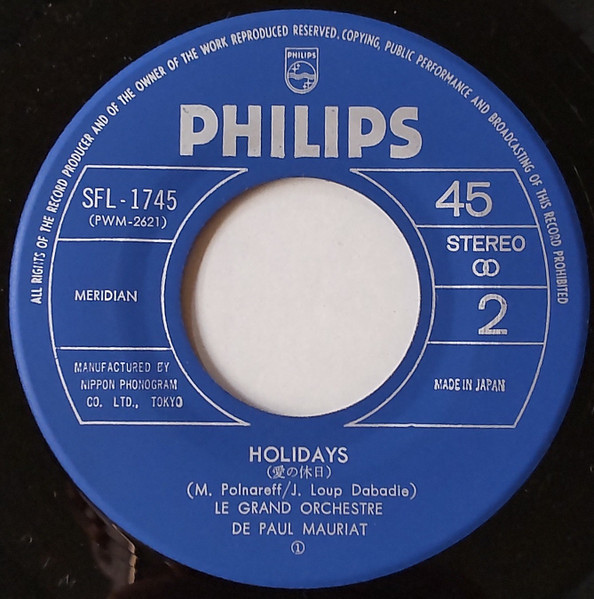 ALL RIGHTS OF THE RECORD PRODUCER AND OF THE OWNER OF THE WORK REPRODUCED RESERVED. COPYING, PUBLIC PERFORMANCE AND BROADCASTING OF THIS RECORD PROHIBITED
PHILIPS
PHILIPS
SFL-1745
(PWM-2621)
MERIDIAN
MANUFACTURED BY
NIPPON PHONOGRAM
CO. LTD., TOKYO
45
STEREO
2
MADE IN JAPAN
HOLIDAYS
(愛の休日)
(M. Polnareff/J. Loup Dabadie)
LE GRAND ORCHESTRE
DE PAUL MAURIAT
①